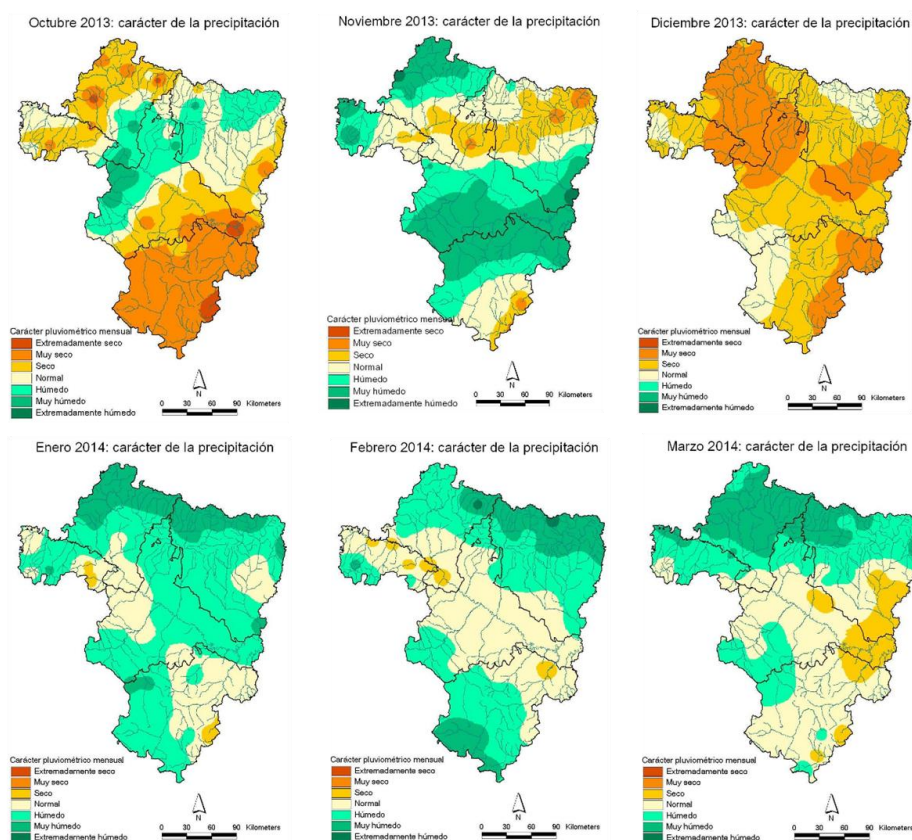 Octubre 2013: carácter de la precipitación
Carácter pluviométrico mensual
Extremadamente seco
Muy seco
Seco
Normal
Húmedo
Muy húmedo
Extremadamente húmedo
N
0 30 60 90 Kilometers
Noviembre 2013: carácter de la precipitación
Carácter pluviométrico mensual
Extremadamente seco
Muy seco
Seco
Normal
Húmedo
Muy húmedo
Extremadamente húmedo
N
0 30 60 90 Kilometers
Diciembre 2013: carácter de la precipitación
Carácter pluviométrico mensual
Extremadamente seco
Muy seco
Seco
Normal
Húmedo
Muy húmedo
Extremadamente húmedo
N
0 30 60 90 Kilometers
Enero 2014: carácter de la precipitación
Carácter pluviométrico mensual
Extremadamente seco
Muy seco
Seco
Normal
Húmedo
Muy húmedo
Extremadamente húmedo
N
0 30 60 90 Kilometers
Febrero 2014: carácter de la precipitación
Carácter pluviométrico mensual
Extremadamente seco
Muy seco
Seco
Normal
Húmedo
Muy húmedo
Extremadamente húmedo
N
0 30 60 90 Kilometers
Marzo 2014: carácter de la precipitación
Carácter pluviométrico mensual
Extremadamente seco
Muy seco
Seco
Normal
Húmedo
Muy húmedo
Extremadamente húmedo
N
0 30 60 90 Kilometers